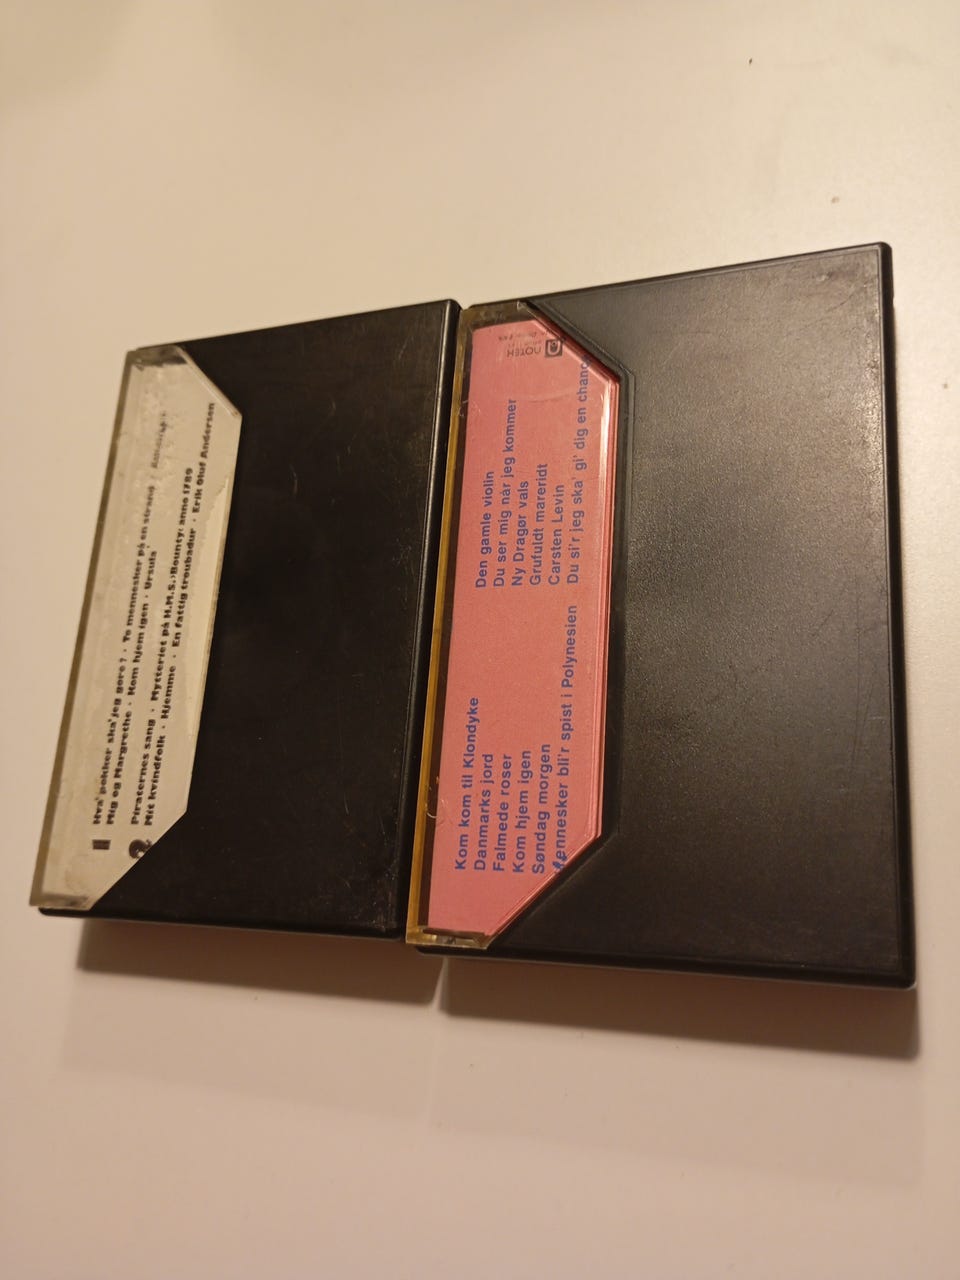 1
Hva' pokker ska' jeg gøre? · To mennesker på en strand
Mig og Margrethe · Kom hjem igen · Ursula
2
Piraternes sang · Mytteriet på H.M.S. ›Bounty‹ anno 1789
Mit kvindfolk · Hjemme · En fattig troubadur · Erik Oluf Andersen
Kom kom til Klondyke
Danmarks jord
Falmede roser
Kom hjem igen
Søndag morgen
Mennesker bli'r spist i Polynesien
Den gamle violin
Du ser mig når jeg kommer
Ny Dragør vals
Grufuldt mareridt
Carsten Levin
Du si'r jeg ska' gi' dig en chance
NOTEX